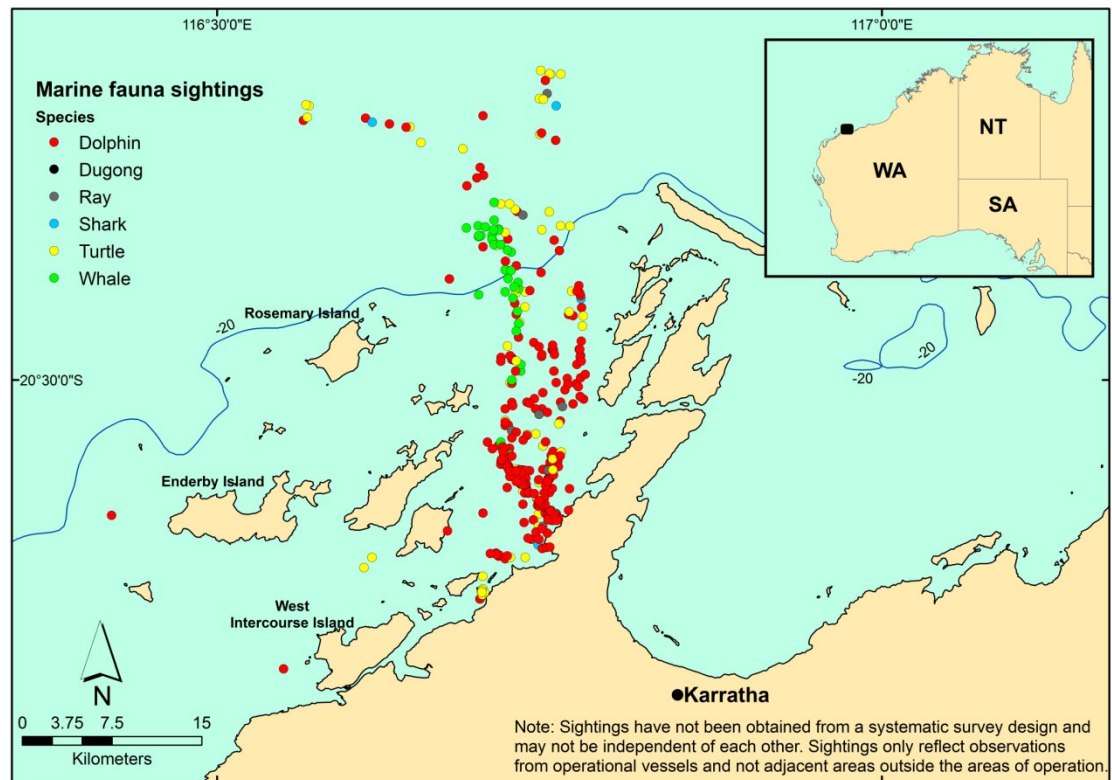 116°30'0"E
117°0'0"E
Marine fauna sightings
Species
Dolphin
Dugong
Ray
Shark
Turtle
Whale
WA
NT
SA
Rosemary Island
-20
-20
-20
20°30'0"S
Enderby Island
West
Intercourse Island
N
0 3.75 7.5 15
Kilometers
Karratha
Note: Sightings have not been obtained from a systematic survey design and
may not be independent of each other. Sightings only reflect observations
from operational vessels and not adjacent areas outside the areas of operation.